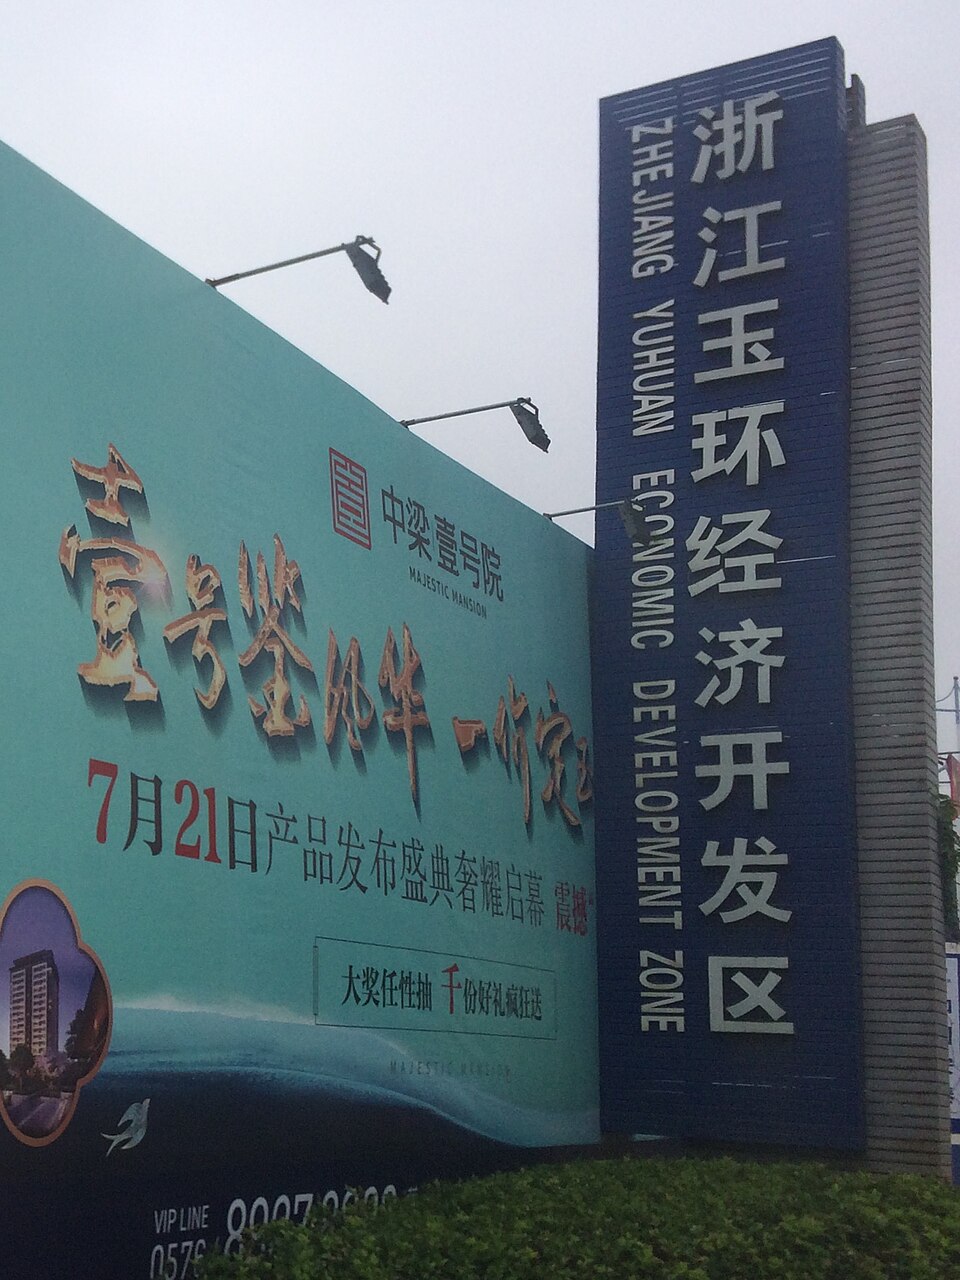 浙江玉环经济开发区
ZHEJIANG YUHUAN ECONOMIC DEVELOPMENT ZONE
中梁壹号院
MAJESTIC MANSION
壹号鉴风华 一价定
7月21日产品发布盛典奢耀启幕 震撼
大奖任性抽 千份好礼疯狂送
MAJESTIC MANSION
VIP LINE
0576